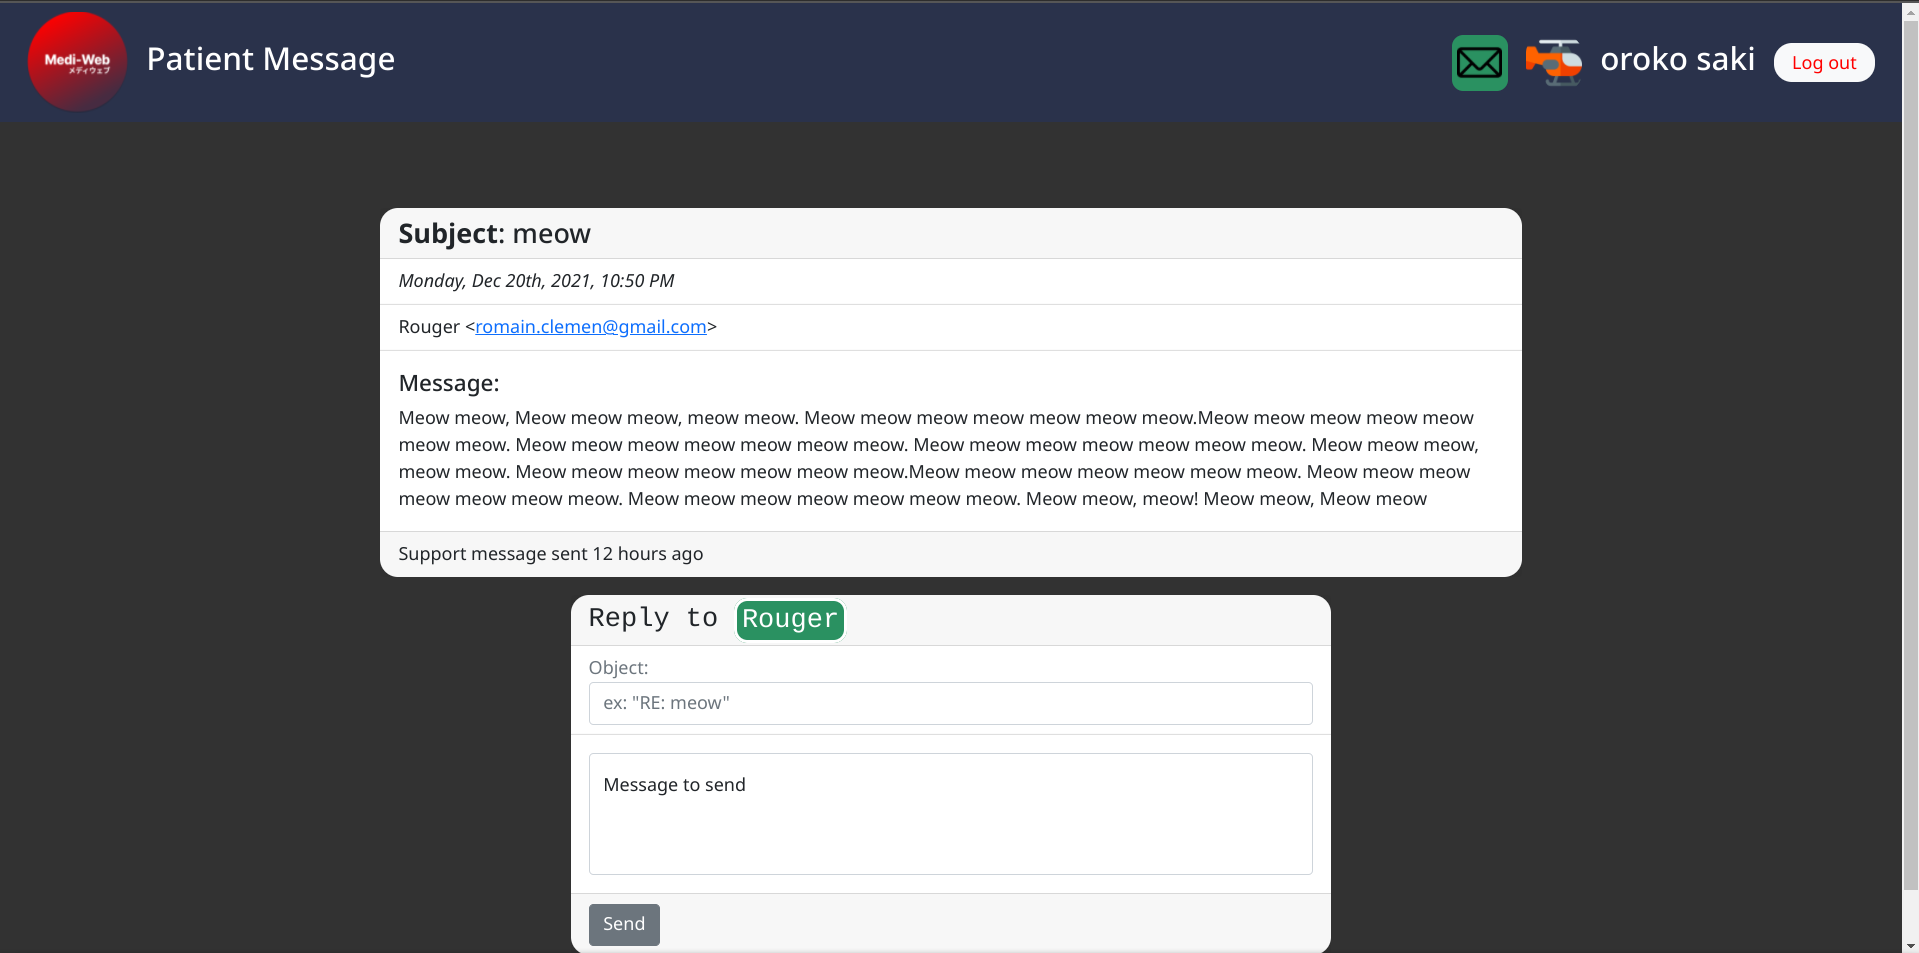 Medi-Web
メディウェブ
Patient Message
oroko saki
Log out
Subject: meow
Monday, Dec 20th, 2021, 10:50 PM
Rouger <romain.clemen@gmail.com>
Message:
Meow meow, Meow meow meow, meow meow. Meow meow meow meow meow meow meow.Meow meow meow meow meow
meow meow. Meow meow meow meow meow meow meow. Meow meow meow meow meow meow meow. Meow meow meow,
meow meow. Meow meow meow meow meow meow meow.Meow meow meow meow meow meow meow. Meow meow meow
meow meow meow meow. Meow meow meow meow meow meow meow. Meow meow, meow! Meow meow, Meow meow
Support message sent 12 hours ago
Reply to Rouger
Object:
ex: "RE: meow"
Message to send
Send